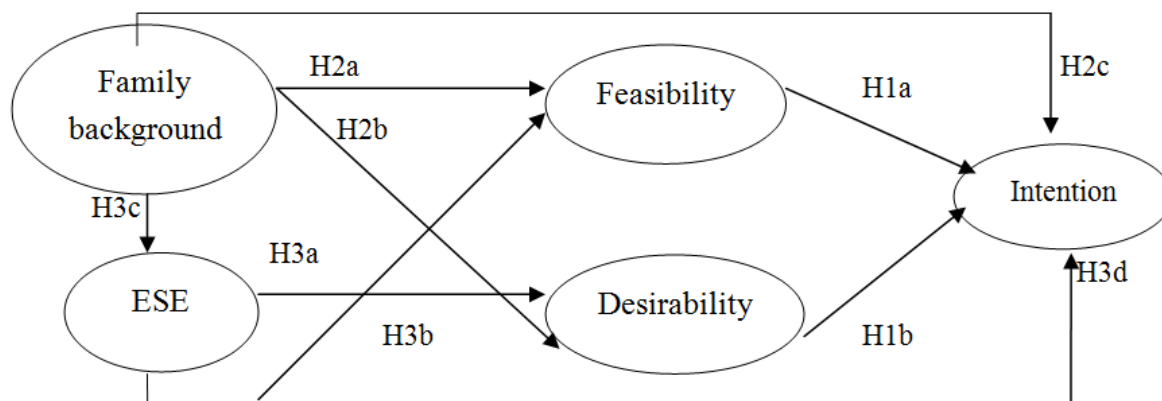 Family
background
H2a
H2b
Feasibility
H1a
H2c
Intention
H3c
ESE
H3a
H3b
Desirability
H1b
H3d